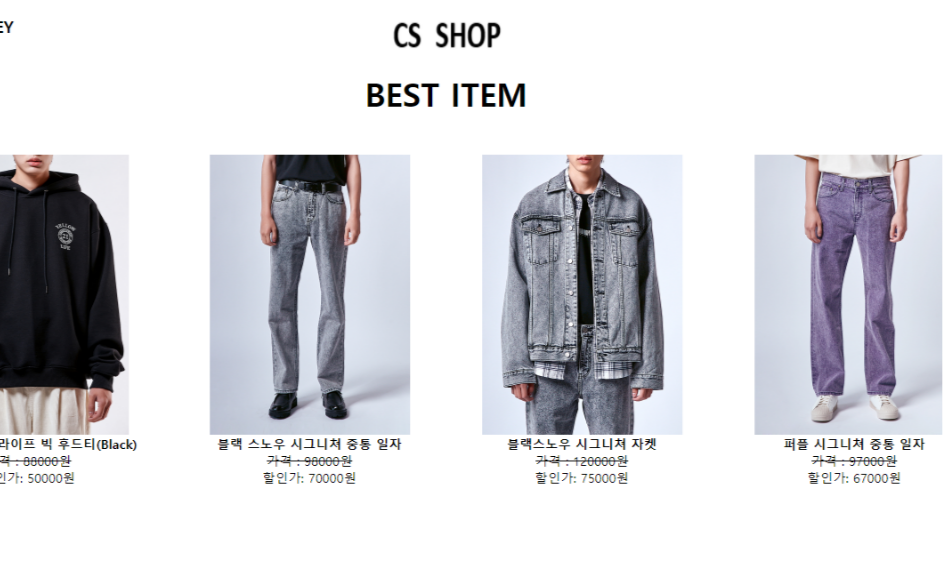 EY
CS SHOP
BEST ITEM
YELLOW
LIFE
라이프 빅 후드티(Black)
격 : 88000원
인가: 50000원
블랙 스노우 시그니쳐 중통 일자
가격 : 98000원
할인가: 70000원
블랙스노우 시그니쳐 자켓
가격 : 120000원
할인가: 75000원
퍼플 시그니쳐 중통 일자
가격 : 97000원
할인가: 67000원